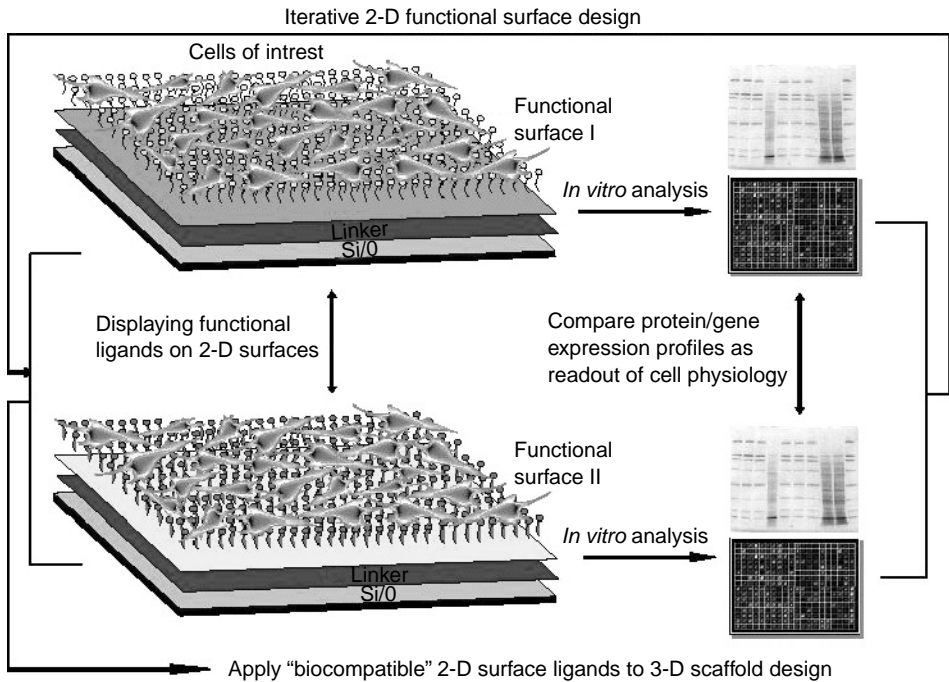 Iterative 2-D functional surface design
Cells of intrest
Functional
surface I
In vitro analysis
Linker
Si/0
Displaying functional
ligands on 2-D surfaces
Compare protein/gene
expression profiles as
readout of cell physiology
Functional
surface II
In vitro analysis
Linker
Si/0
Apply “biocompatible” 2-D surface ligands to 3-D scaffold design